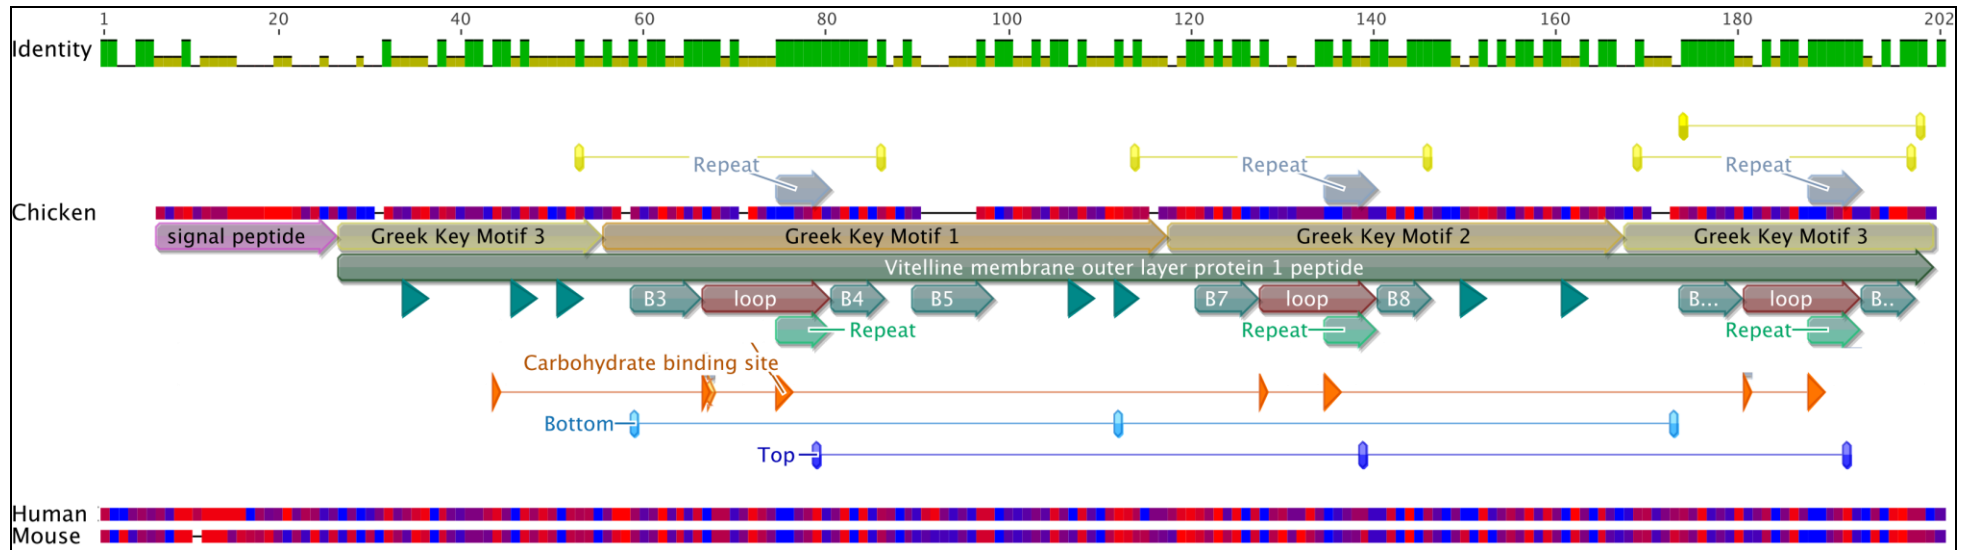 1 20 40 60 80 100 120 140 160 180 202
Identity
Repeat Repeat Repeat
Chicken
signal peptide Greek Key Motif 3 Greek Key Motif 1 Greek Key Motif 2 Greek Key Motif 3
Vitelline membrane outer layer protein 1 peptide
B3 loop B4 B5 B7 loop B8 B... loop B..
Repeat Repeat Repeat
Carbohydrate binding site
Bottom
Top
Human
Mouse